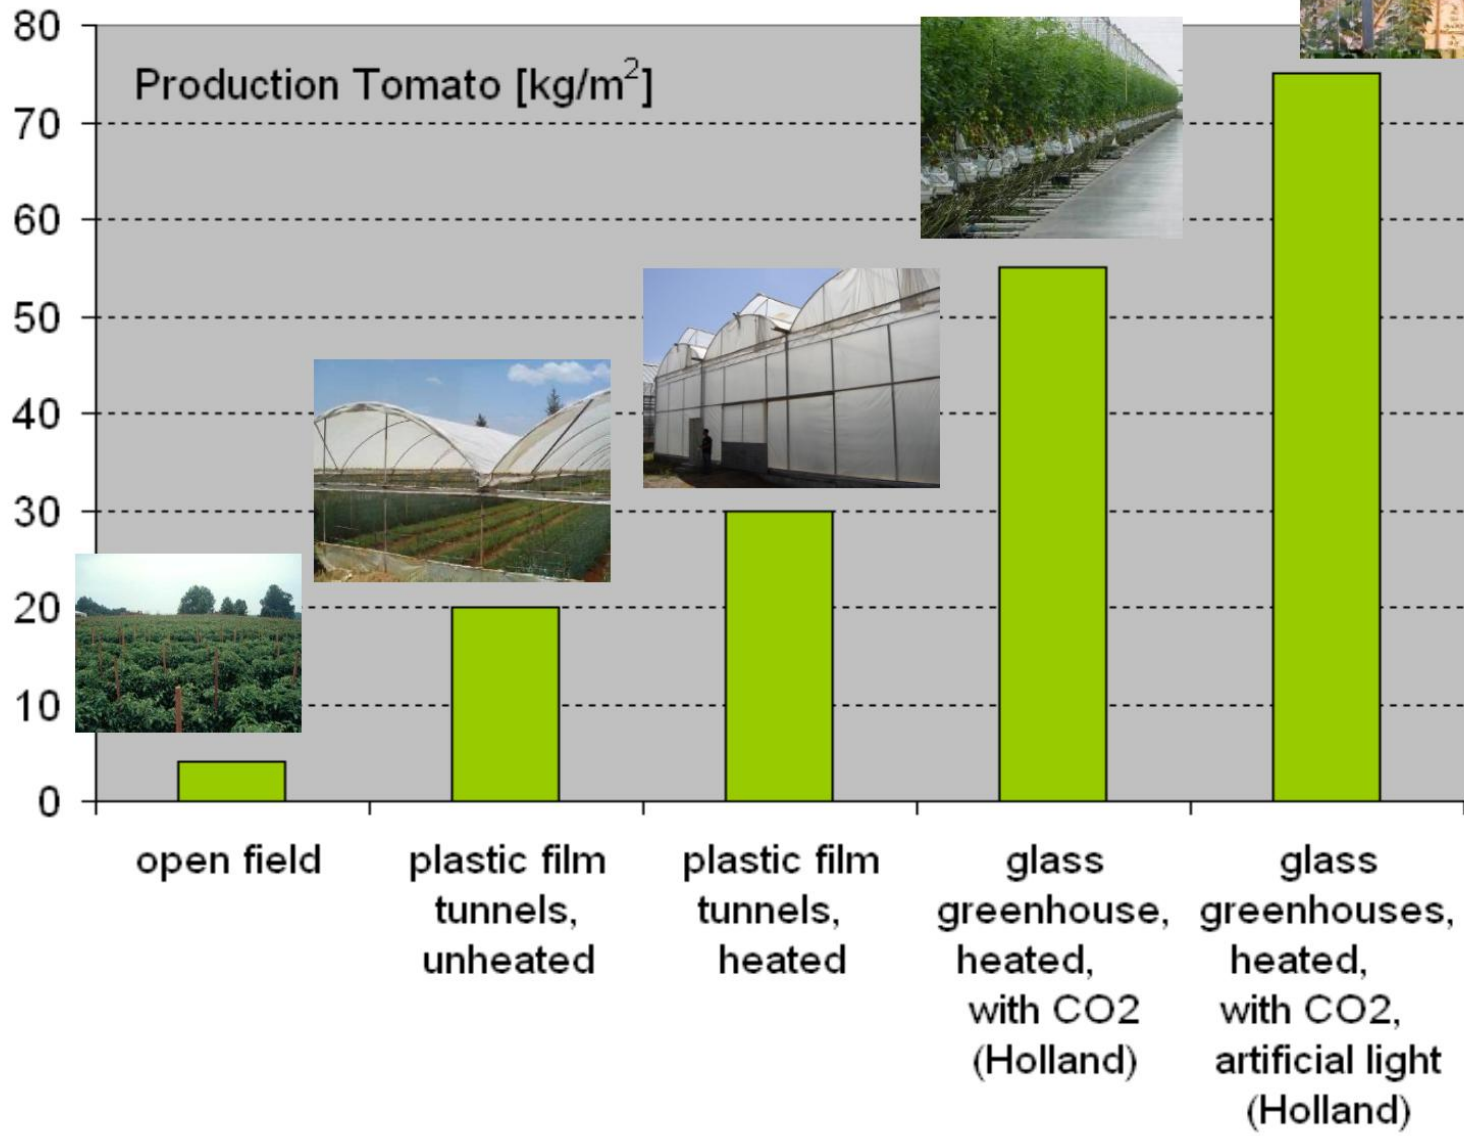 Production Tomato [kg/m²]
80
70
60
50
40
30
20
10
0
open field
plastic film
tunnels,
unheated
plastic film
tunnels,
heated
glass
greenhouse,
heated,
with CO2
(Holland)
glass
greenhouses,
heated,
with CO2,
artificial light
(Holland)